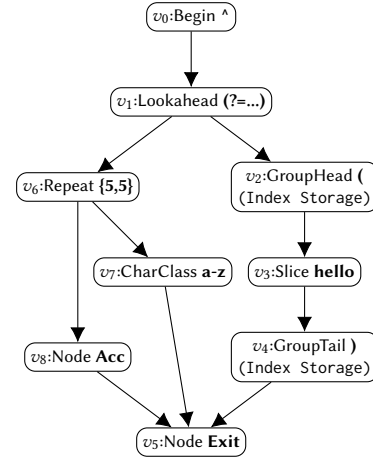 v0:Begin ^
v1:Lookahead (?=...)
v6:Repeat {5,5}
v2:GroupHead (
(Index Storage)
v7:CharClass a-z
v3:Slice hello
v8:Node Acc
v4:GroupTail )
(Index Storage)
v5:Node Exit